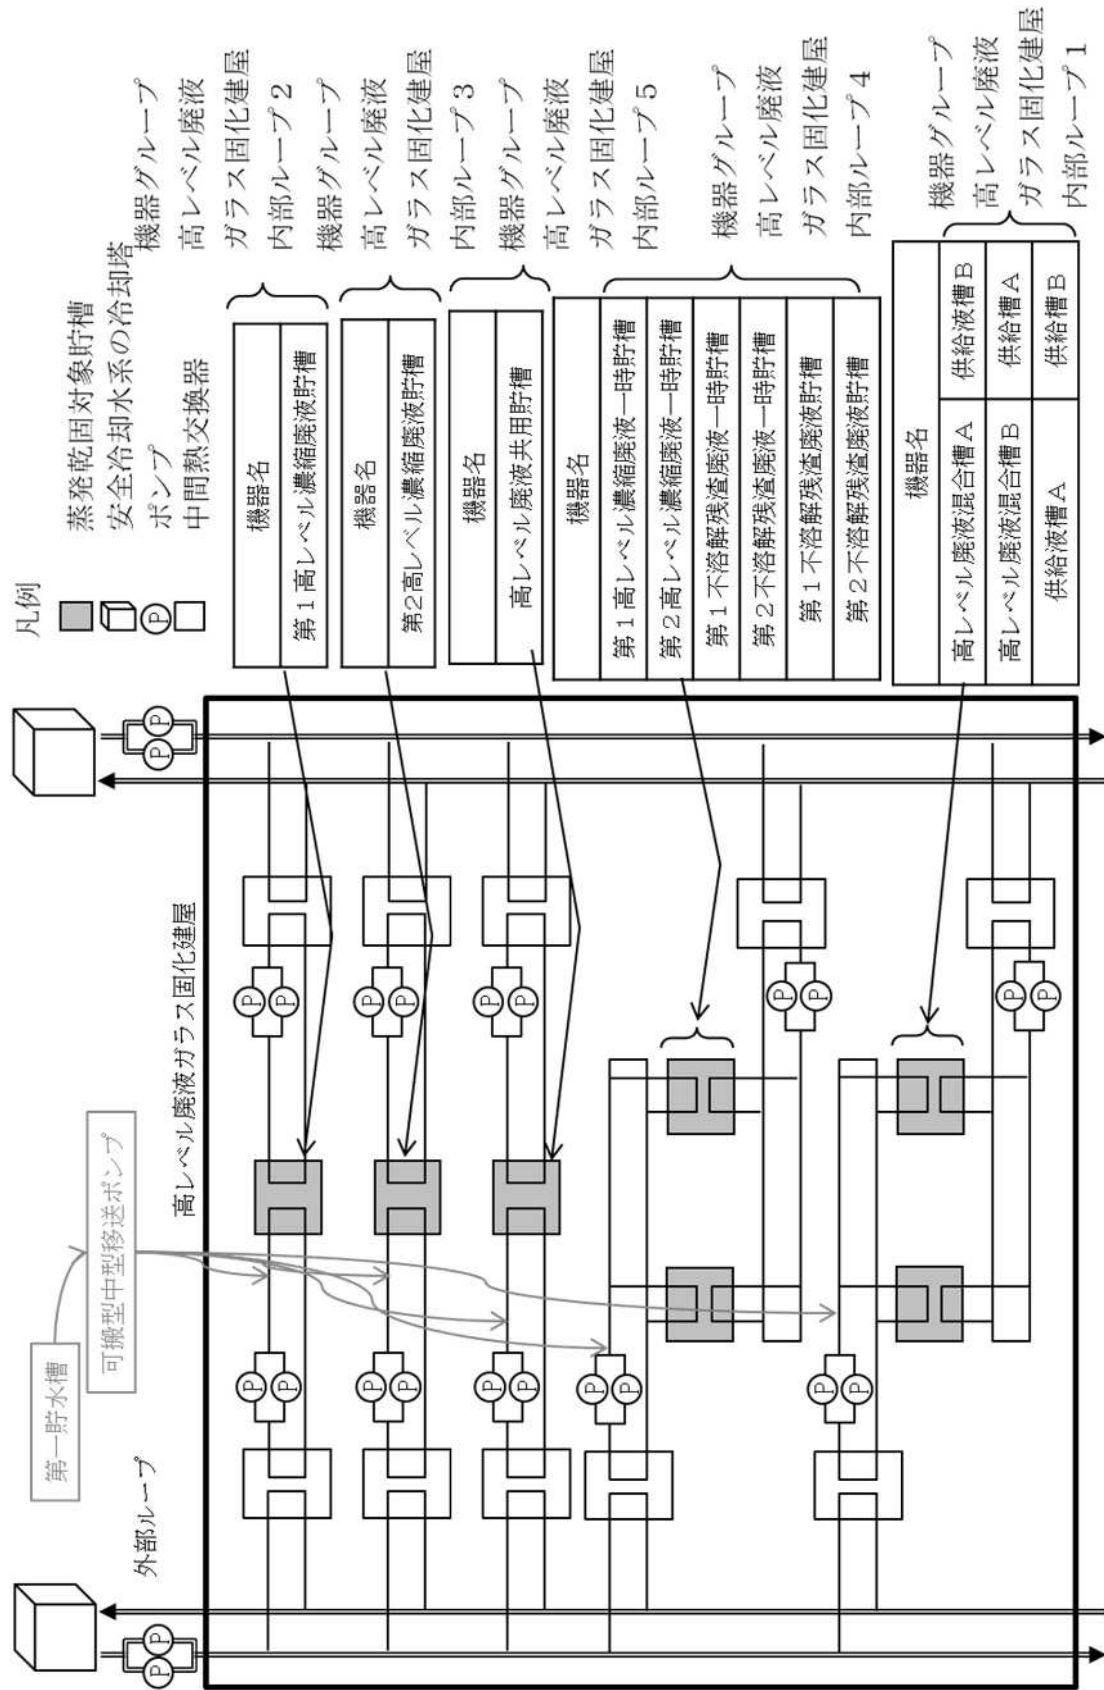 凡例
蒸発乾固対象貯槽
安全冷却水系の冷却塔
Ⓟ ポンプ
中間熱交換器
第一貯水槽
可搬型中型移送ポンプ
外部ループ
高レベル廃液ガラス固化建屋
P P
P P
P P
P P
P P
P P
P P
P P
P P
P P
P P
P P
機器名
第1高レベル濃縮廃液貯槽
機器グループ
高レベル廃液
ガラス固化建屋
内部ループ2
機器名
第2高レベル濃縮廃液貯槽
機器グループ
高レベル廃液
ガラス固化建屋
内部ループ3
機器名
高レベル廃液共用貯槽
機器グループ
高レベル廃液
ガラス固化建屋
内部ループ5
機器名
第1高レベル濃縮廃液一時貯槽
第2高レベル濃縮廃液一時貯槽
第1不溶解残渣廃液一時貯槽
第2不溶解残渣廃液一時貯槽
第1不溶解残渣廃液貯槽
第2不溶解残渣廃液貯槽
機器グループ
高レベル廃液
ガラス固化建屋
内部ループ4
機器名
高レベル廃液混合槽A 供給液槽B
高レベル廃液混合槽B 供給槽A
供給液槽A 供給槽B
機器グループ
高レベル廃液
ガラス固化建屋
内部ループ1